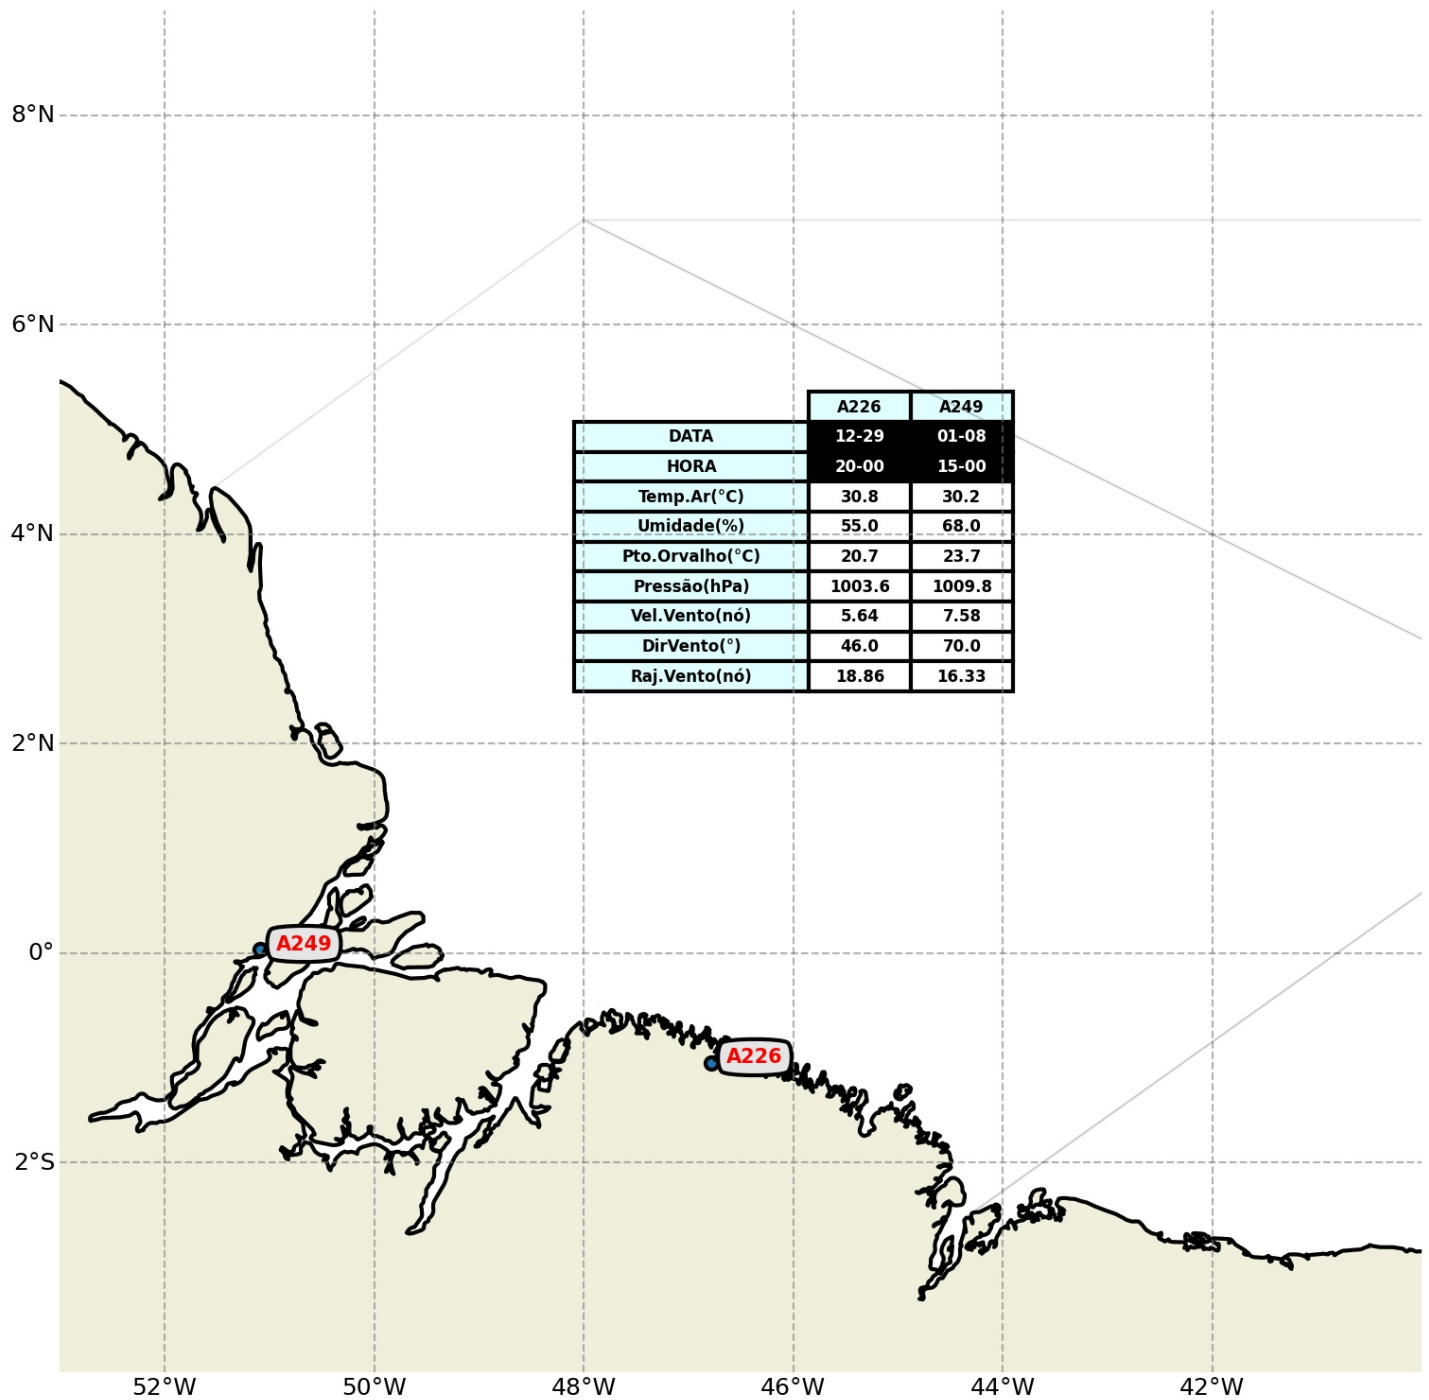 8°N
6°N
A226 A249
DATA 12-29 01-08
HORA 20-00 15-00
Temp.Ar(°C) 30.8 30.2
Umidade(%) 55.0 68.0
4°N
Pto.Orvalho(°C) 20.7 23.7
Pressão(hPa) 1003.6 1009.8
Vel.Vento(nó) 5.64 7.58
DirVento(°) 46.0 70.0
Raj.Vento(nó) 18.86 16.33
2°N
A249
0°
A226
2°S
52°W 50°W 48°W 46°W 44°W 42°W